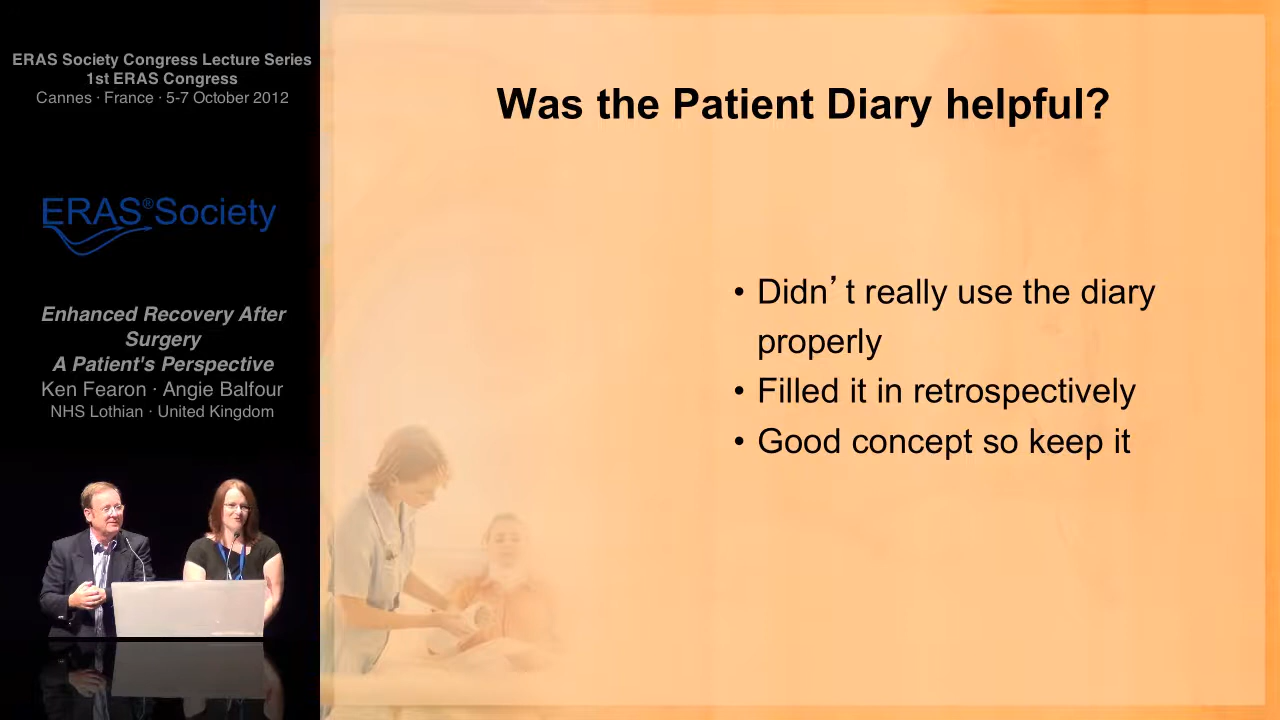 ERAS Society Congress Lecture Series
1st ERAS Congress
Cannes · France · 5-7 October 2012
ERAS®Society
Enhanced Recovery After
Surgery
A Patient's Perspective
Ken Fearon · Angie Balfour
NHS Lothian · United Kingdom
Was the Patient Diary helpful?
• Didn’t really use the diary
properly
• Filled it in retrospectively
• Good concept so keep it